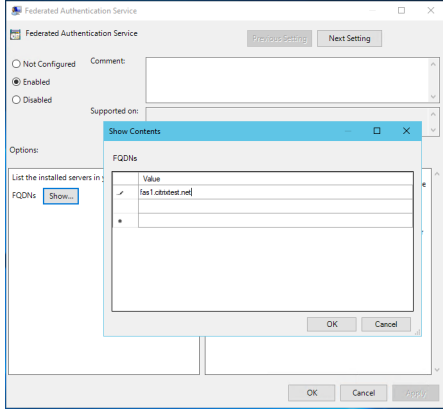 Federated Authentication Service
Federated Authentication Service
Previous Setting
Next Setting
Not Configured
Comment:
Enabled
Disabled
Supported on:
Options:
List the installed servers in
FQDNs
Show...
Show Contents
FQDNs
Value
fas1.citrixtest.net
OK
Cancel
OK
Cancel
Apply